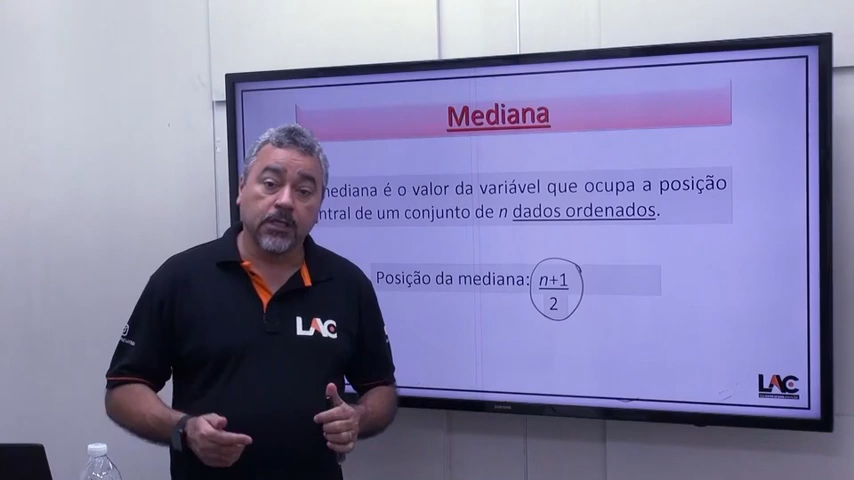 Mediana
mediana é o valor da variável que ocupa a posição
ntral de um conjunto de n dados ordenados.
Posição da mediana: n+1
2
LAC
LAC